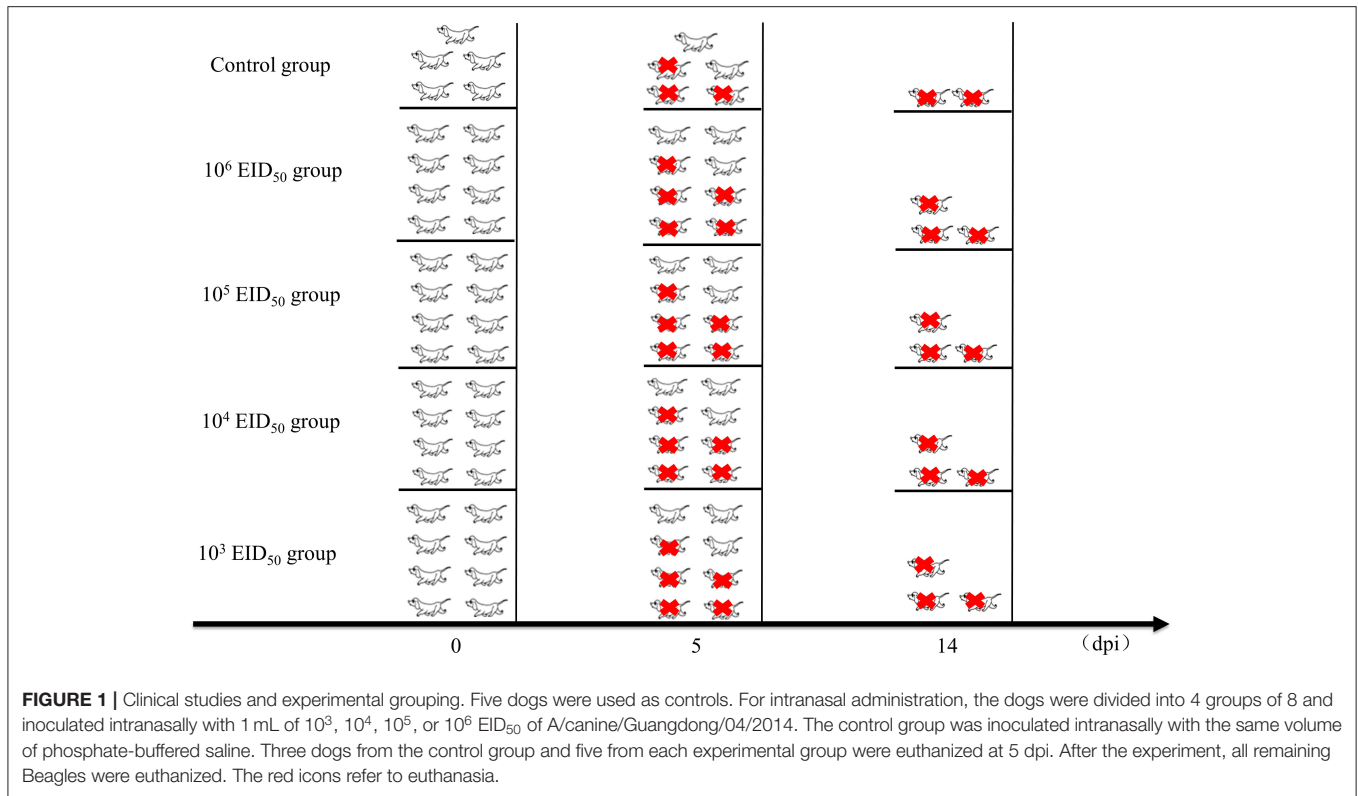 Control group
10⁶ EID₅₀ group
10⁵ EID₅₀ group
10⁴ EID₅₀ group
10³ EID₅₀ group
0 5 14 （dpi）
FIGURE 1 | Clinical studies and experimental grouping. Five dogs were used as controls. For intranasal administration, the dogs were divided into 4 groups of 8 and
inoculated intranasally with 1 mL of 10³, 10⁴, 10⁵, or 10⁶ EID₅₀ of A/canine/Guangdong/04/2014. The control group was inoculated intranasally with the same volume
of phosphate-buffered saline. Three dogs from the control group and five from each experimental group were euthanized at 5 dpi. After the experiment, all remaining
Beagles were euthanized. The red icons refer to euthanasia.